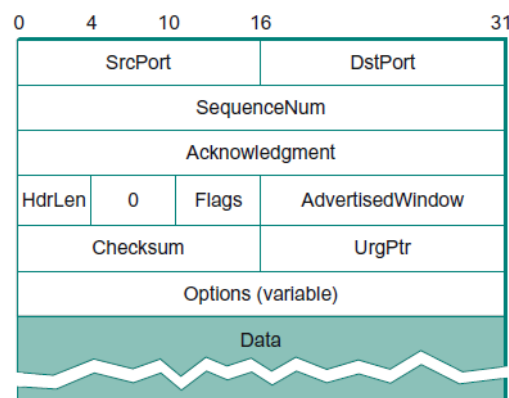 0 4 10 16 31
SrcPort DstPort
SequenceNum
Acknowledgment
HdrLen 0 Flags AdvertisedWindow
Checksum UrgPtr
Options (variable)
Data